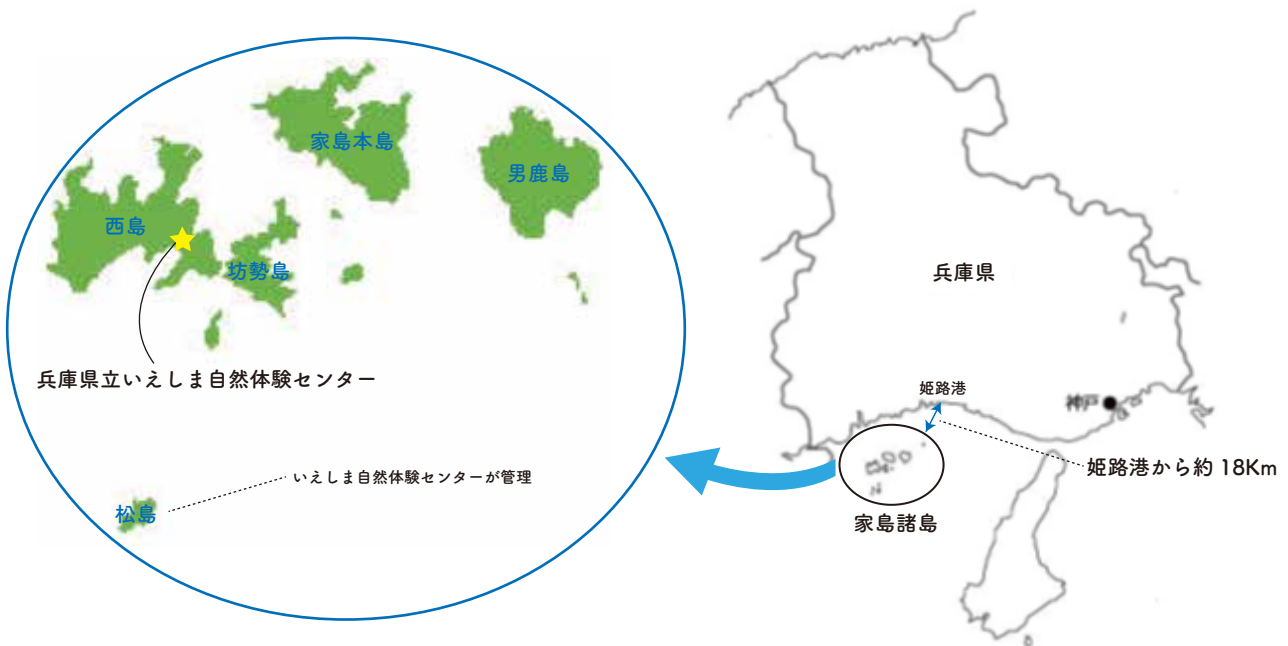 家島本島
男鹿島
西島
坊勢島
兵庫県立いえしま自然体験センター
いえしま自然体験センターが管理
松島
兵庫県
姫路港
神戸
姫路港から約 18Km
家島諸島